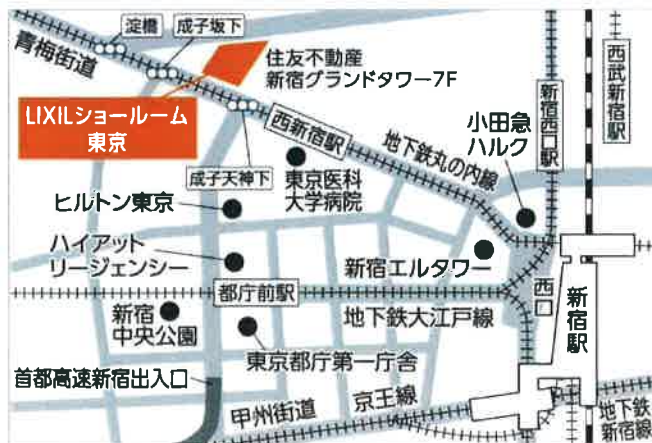 淀橋
成子坂下
青梅街道
住友不動産
新宿グランドタワー7F
LIXILショールーム
東京
成子天神下
西新宿駅
東京医科
大学病院
地下鉄丸の内線
小田急
ハルク
新宿西口駅
西武新宿駅
ヒルトン東京
ハイアット
リージェンシー
新宿エルタワー
都庁前駅
地下鉄大江戸線
西口
新宿駅
新宿
中央公園
東京都庁第一庁舎
首都高速新宿出入口
甲州街道
京王線
地下鉄
新宿線